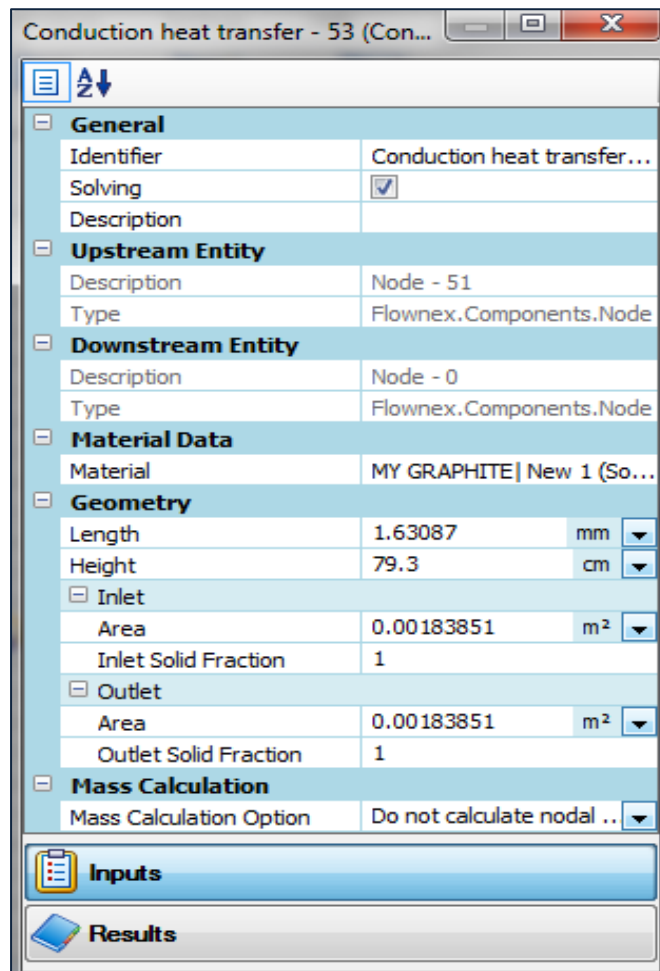 Conduction heat transfer - 53 (Con...
General
Identifier Conduction heat transfer...
Solving
Description
Upstream Entity
Description Node - 51
Type Flownex.Components.Node
Downstream Entity
Description Node - 0
Type Flownex.Components.Node
Material Data
Material MY GRAPHITE| New 1 (So...
Geometry
Length 1.63087 mm
Height 79.3 cm
Inlet
Area 0.00183851 m²
Inlet Solid Fraction 1
Outlet
Area 0.00183851 m²
Outlet Solid Fraction 1
Mass Calculation
Mass Calculation Option Do not calculate nodal ...
Inputs
Results